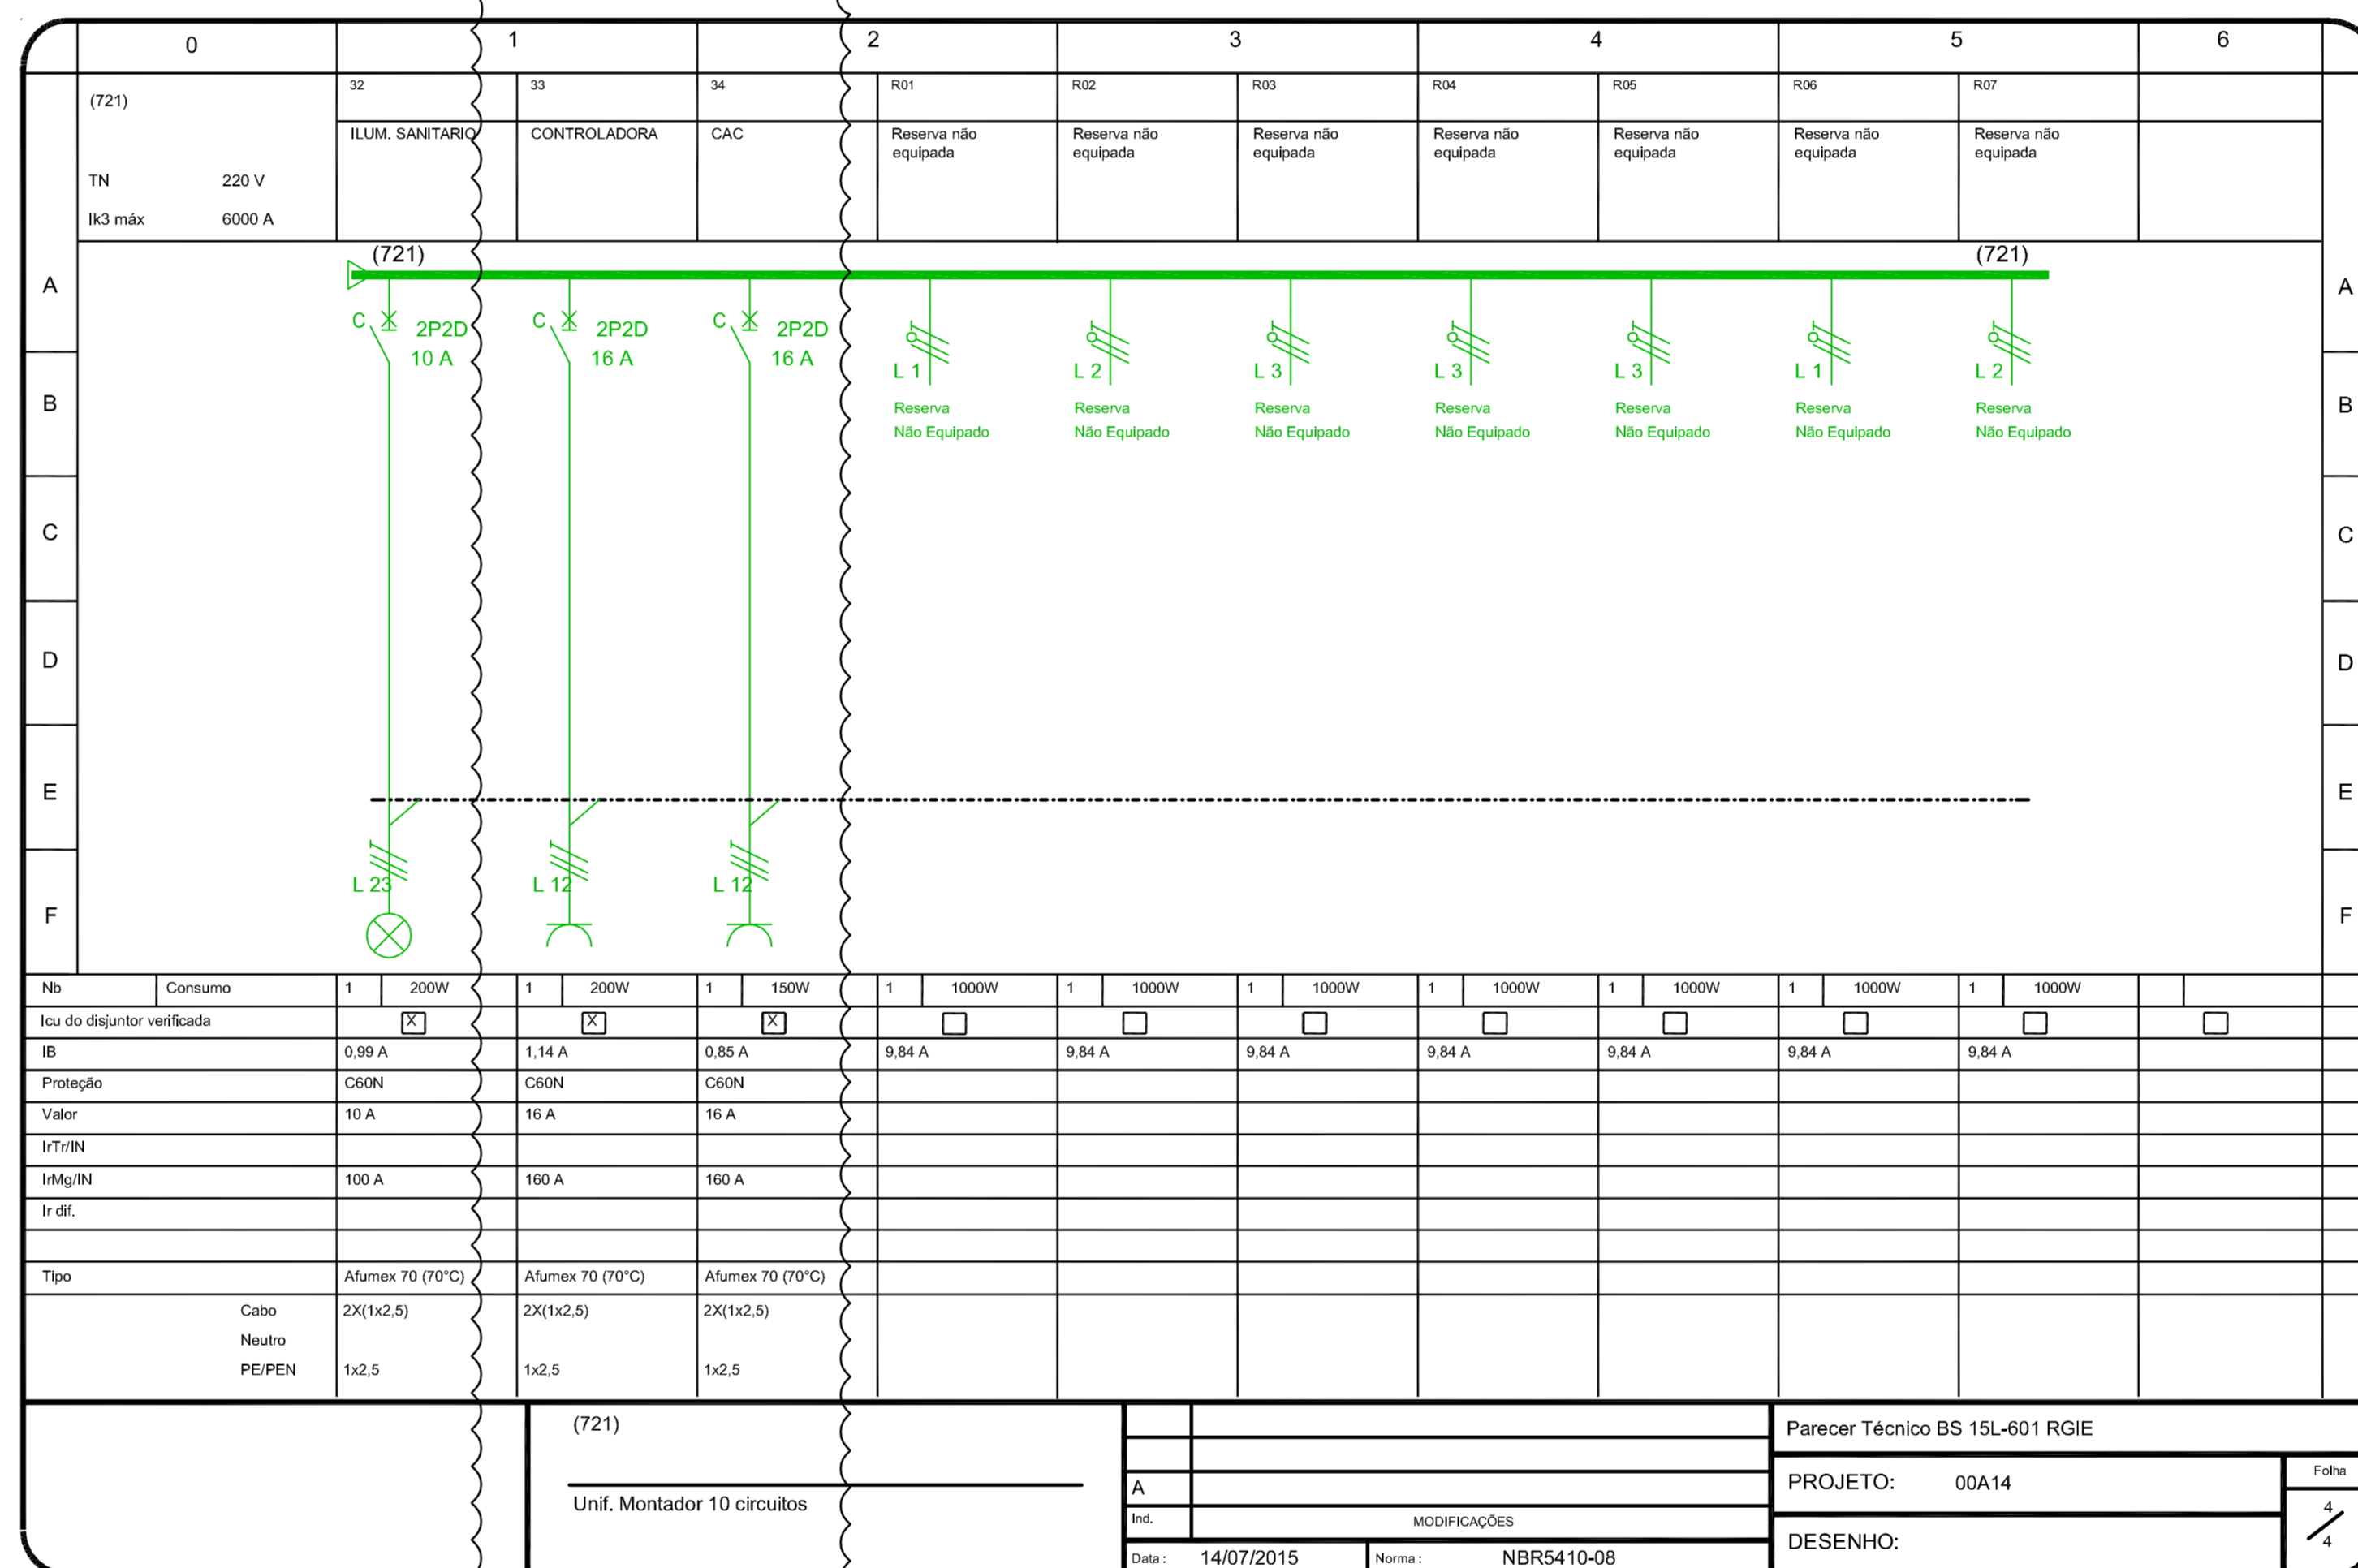 0 1 2 3 4 5 6
(721) 32 33 34 R01 R02 R03 R04 R05 R06 R07
ILUM. SANITARIO CONTROLADORA CAC Reserva não Reserva não Reserva não Reserva não Reserva não Reserva não Reserva não
equipada equipada equipada equipada equipada equipada equipada
TN 220 V
Ik3 máx 6000 A
(721) (721)
A A
C 2P2D C 2P2D C 2P2D
10 A 16 A 16 A
L 1 L 2 L 3 L 3 L 3 L 1 L 2
B Reserva Reserva Reserva Reserva Reserva Reserva Reserva B
Não Equipado Não Equipado Não Equipado Não Equipado Não Equipado Não Equipado Não Equipado
C C
D D
E E
L 23 L 12 L 12
F F
Nb Consumo 1 200W 1 200W 1 150W 1 1000W 1 1000W 1 1000W 1 1000W 1 1000W 1 1000W 1 1000W
Icu do disjuntor verificada X X X
IB 0,99 A 1,14 A 0,85 A 9,84 A 9,84 A 9,84 A 9,84 A 9,84 A 9,84 A 9,84 A
Proteção C60N C60N C60N
Valor 10 A 16 A 16 A
IrTr/IN
IrMg/IN 100 A 160 A 160 A
Ir dif.
Tipo Afumex 70 (70°C) Afumex 70 (70°C) Afumex 70 (70°C)
Cabo 2X(1x2,5) 2X(1x2,5) 2X(1x2,5)
Neutro
PE/PEN 1x2,5 1x2,5 1x2,5
(721)
Unif. Montador 10 circuitos
A
Ind. MODIFICAÇÕES
Data : 14/07/2015 Norma : NBR5410-08
Parecer Técnico BS 15L-601 RGIE
PROJETO: 00A14
Folha
4
4
DESENHO: